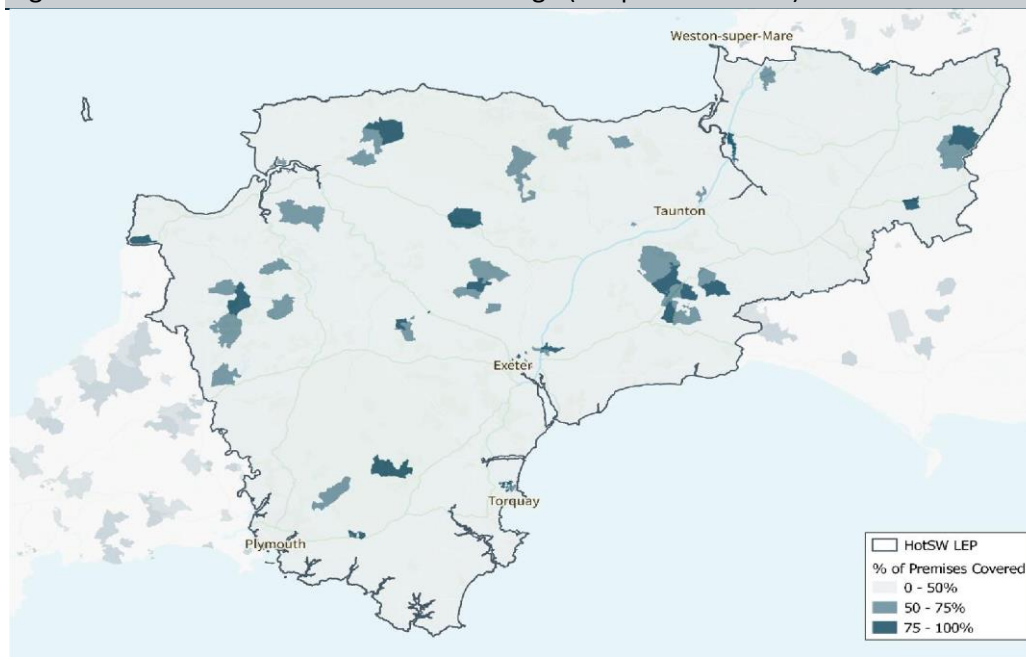 Weston-super-Mare
Taunton
Exeter
Torquay
Plymouth
HotSW LEP
% of Premises Covered
0 - 50%
50 - 75%
75 - 100%